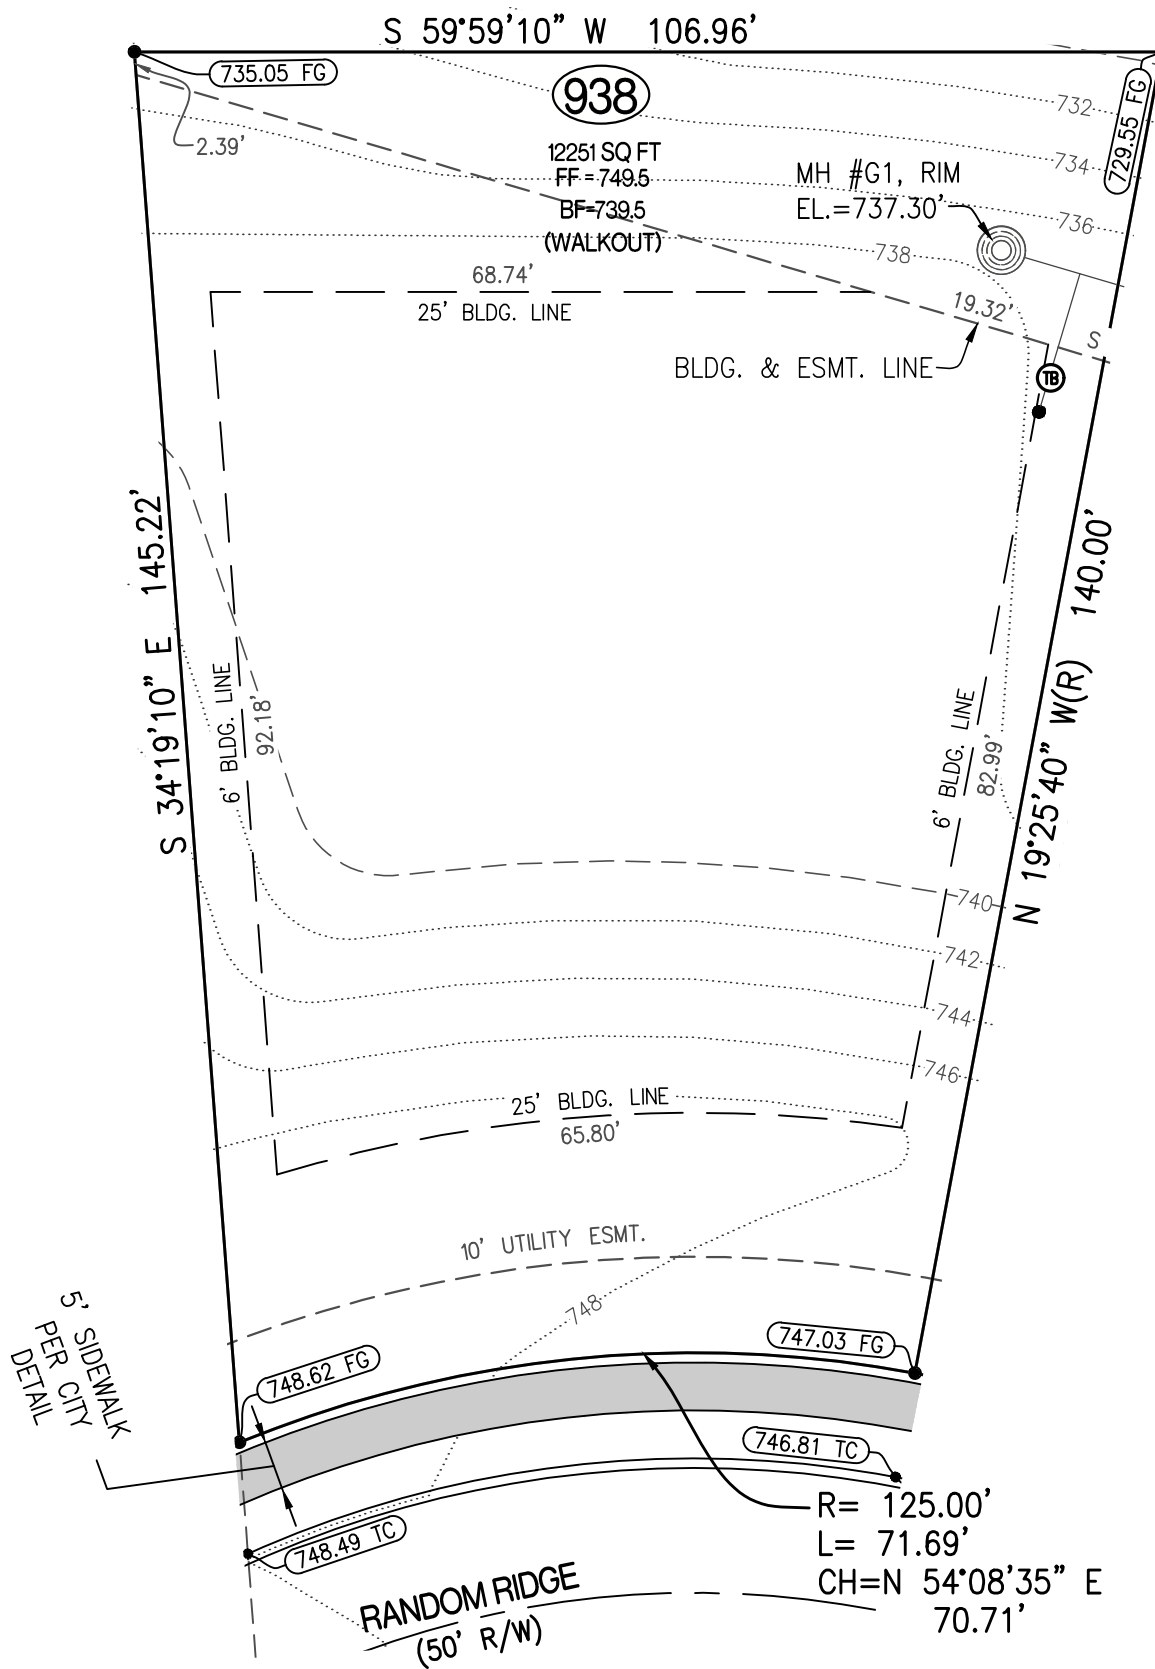 S 59°59'10" W 106.96'
735.05 FG
938
732
729.55 FG
2.39'
12251 SQ FT
FF = 749.5
BF=739.5
(WALKOUT)
734
MH #G1, RIM
EL.=737.30'
736
738
68.74'
25' BLDG. LINE
19.32'
S
BLDG. & ESMT. LINE
TB
S 34°19'10" E 145.22'
N 19°25'40" W(R) 140.00'
6' BLDG. LINE
92.18'
6' BLDG. LINE
82.99'
740
742
744
746
25' BLDG. LINE
65.80'
10' UTILITY ESMT.
748
5' SIDEWALK
PER CITY
DETAIL
748.62 FG
747.03 FG
746.81 TC
748.49 TC
R= 125.00'
L= 71.69'
CH=N 54°08'35" E
70.71'
RANDOM RIDGE
(50' R/W)